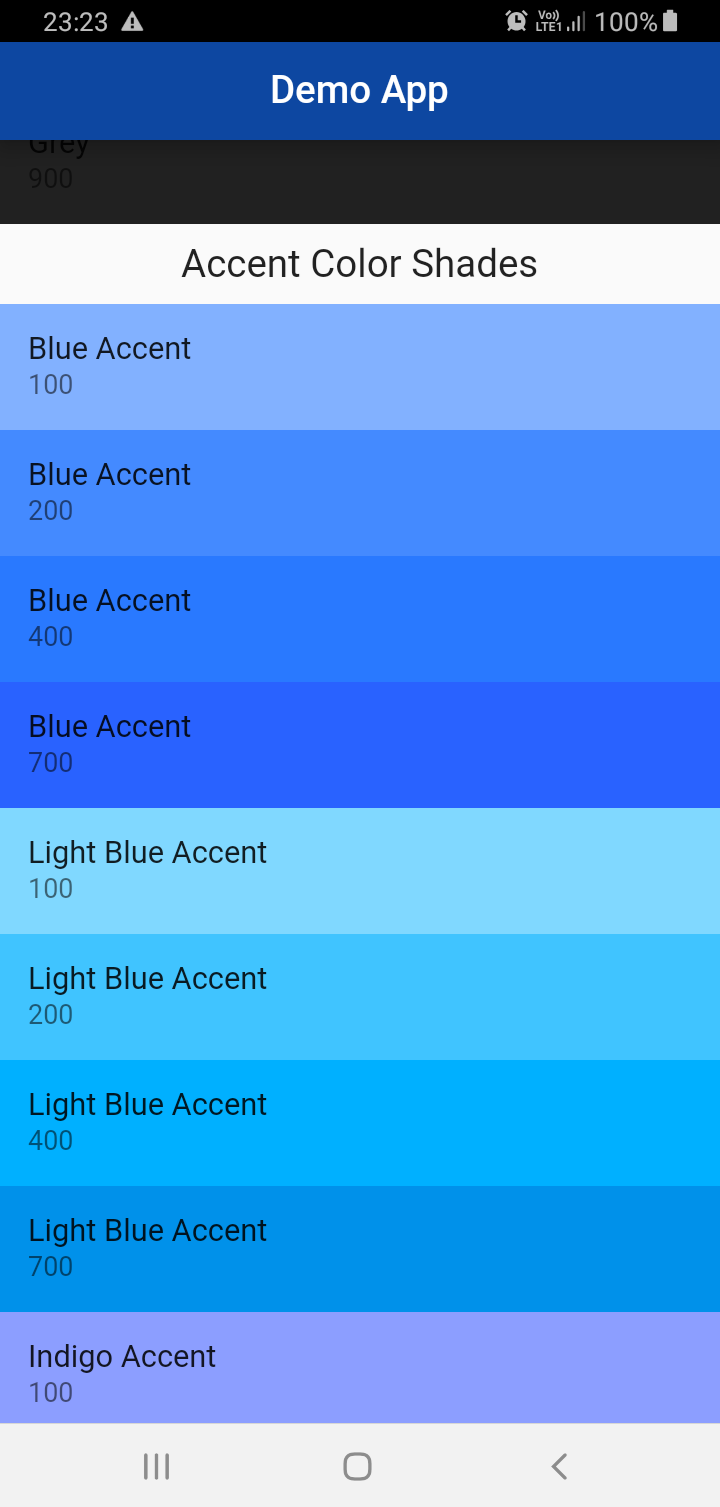 23:23
Vo))
LTE1
100%
Demo App
Grey
900
Accent Color Shades
Blue Accent
100
Blue Accent
200
Blue Accent
400
Blue Accent
700
Light Blue Accent
100
Light Blue Accent
200
Light Blue Accent
400
Light Blue Accent
700
Indigo Accent
100